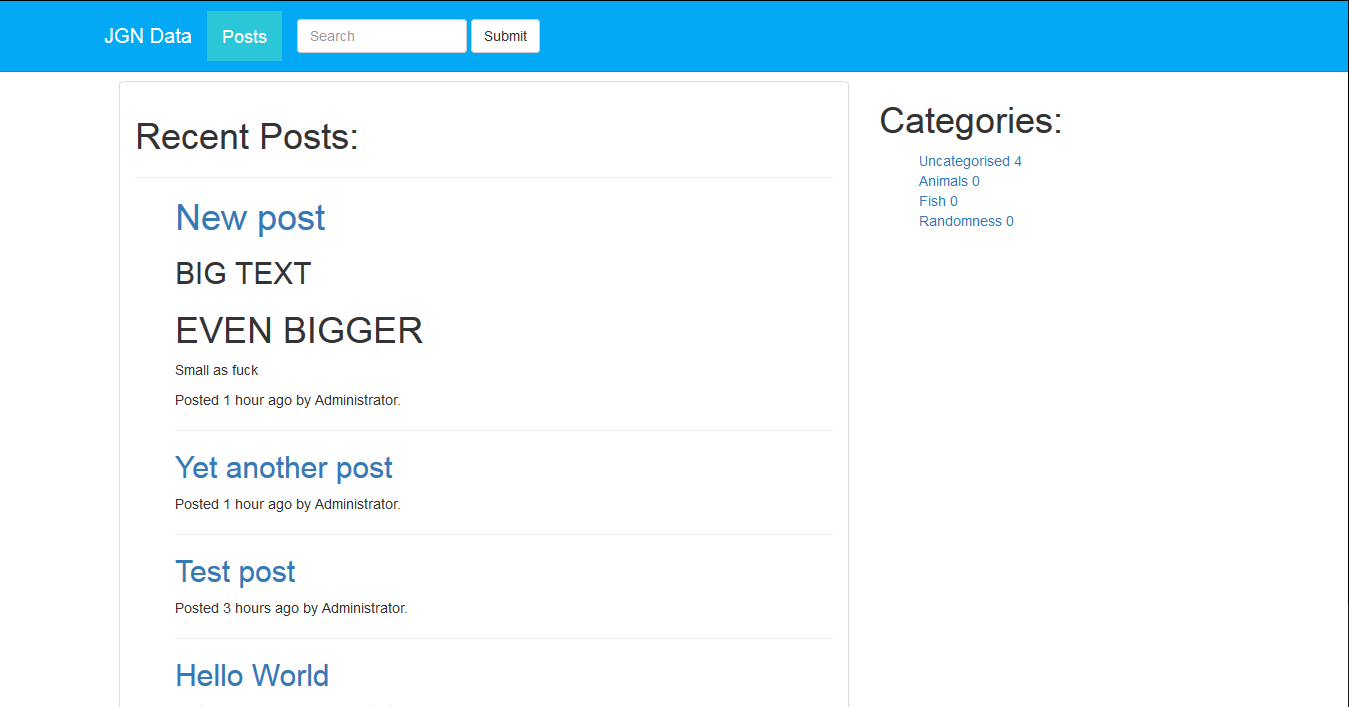 JGN Data Posts Search Submit
Recent Posts:
New post
BIG TEXT
EVEN BIGGER
Small as fuck
Posted 1 hour ago by Administrator.
Yet another post
Posted 1 hour ago by Administrator.
Test post
Posted 3 hours ago by Administrator.
Hello World
Categories:
Uncategorised 4
Animals 0
Fish 0
Randomness 0